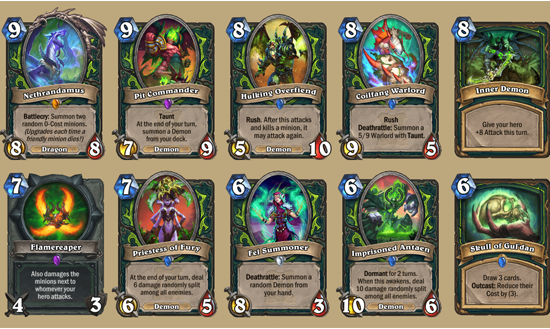 9
Nethrandamus
Battlecry: Summon two
random 0-Cost minions.
(Upgrades each time a
friendly minion dies!)
8
Dragon
8
9
Pit Commander
Taunt
At the end of your turn,
summon a Demon
from your deck.
7
Demon
9
8
Hulking Overfiend
Rush. After this attacks
and kills a minion, it
may attack again.
5
Demon
10
8
Coilfang Warlord
Rush
Deathrattle: Summon a
5/9 Warlord with Taunt.
9
5
8
Inner Demon
Give your hero
+8 Attack this turn.
7
Flamereaper
Also damages the
minions next to
whomever your
hero attacks.
4
3
7
Priestess of Fury
At the end of your turn, deal
6 damage randomly split
among all enemies.
6
Demon
5
6
Fel Summoner
Deathrattle: Summon a
random Demon from
your hand.
8
3
6
Imprisoned Antaen
Dormant for 2 turns.
When this awakens, deal
10 damage randomly split
among all enemies.
10
Demon
6
6
Skull of Gul'dan
Draw 3 cards.
Outcast: Reduce their
Cost by (3).